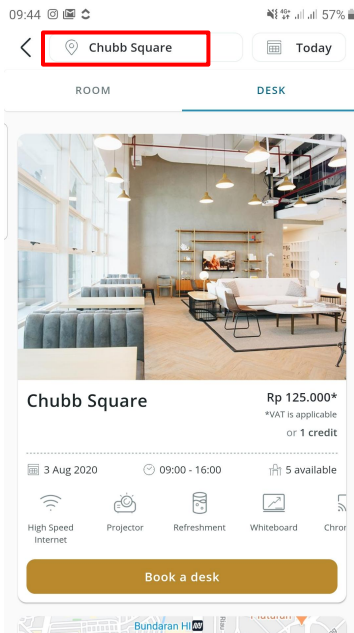 09:44 4G+ 57%
Chubb Square Today
ROOM DESK
Chubb Square Rp 125.000*
*VAT is applicable
or 1 credit
3 Aug 2020 09:00 - 16:00 5 available
High Speed Internet
Projector
Refreshment
Whiteboard
Chror
Book a desk
Bundaran HI